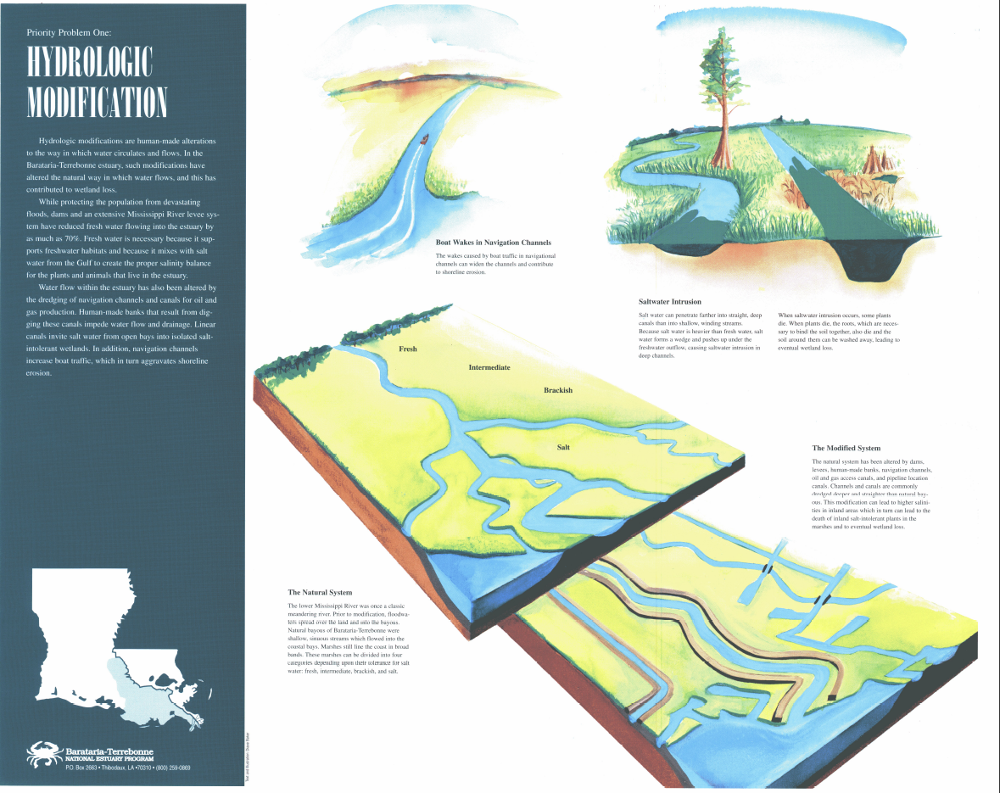 Priority Problem One:
HYDROLOGIC
MODIFICATION
Hydrologic modifications are human-made alterations
to the way in which water circulates and flows. In the
Barataria-Terrebonne estuary, such modifications have
altered the natural way in which water flows, and this has
contributed to wetland loss.
While protecting the population from devastating
floods, dams and an extensive Mississippi River levee sys-
tem have reduced fresh water flowing into the estuary by
as much as 70%. Fresh water is necessary because it sup-
ports freshwater habitats and because it mixes with salt
water from the Gulf to create the proper salinity balance
for the plants and animals that live in the estuary.
Water flow within the estuary has also been altered by
the dredging of navigation channels and canals for oil and
gas production. Human-made banks that result from dig-
ging these canals impede water flow and drainage. Linear
canals invite salt water from open bays into isolated salt-
intolerant wetlands. In addition, navigation channels
increase boat traffic, which in turn aggravates shoreline
erosion.
Barataria-Terrebonne
NATIONAL ESTUARY PROGRAM
P.O. Box 2663 • Thibodaux, LA •70310 • (800) 259-0869
Text and Illustration:
Boat Wakes in Navigation Channels
The wakes caused by boat traffic in navigational
channels can widen the channels and contribute
to shoreline erosion.
Saltwater Intrusion
Salt water can penetrate farther into straight, deep
canals than into shallow, winding streams.
Because salt water is heavier than fresh water, salt
water forms a wedge and pushes up under the
freshwater outflow, causing saltwater intrusion in
deep channels.
When saltwater intrusion occurs, some plants
die. When plants die, the roots, which are neces-
sary to bind the soil together, also die and the
soil around them can be washed away, leading to
eventual wetland loss.
Fresh
Intermediate
Brackish
Salt
The Natural System
The lower Mississippi River was once a classic
meandering river. Prior to modification, floodwa-
ters spread over the land and into the bayous.
Natural bayous of Barataria-Terrebonne were
shallow, sinuous streams which flowed into the
coastal bays. Marshes still line the coast in broad
bands. These marshes can be divided into four
categories depending upon their tolerance for salt
water: fresh, intermediate, brackish, and salt.
The Modified System
The natural system has been altered by dams,
levees, human-made banks, navigation channels,
oil and gas access canals, and pipeline location
canals. Channels and canals are commonly
dredged deeper and straighter than natural bay-
ous. This modification can lead to higher salini-
ties in inland areas which in turn can lead to the
death of inland salt-intolerant plants in the
marshes and to eventual wetland loss.